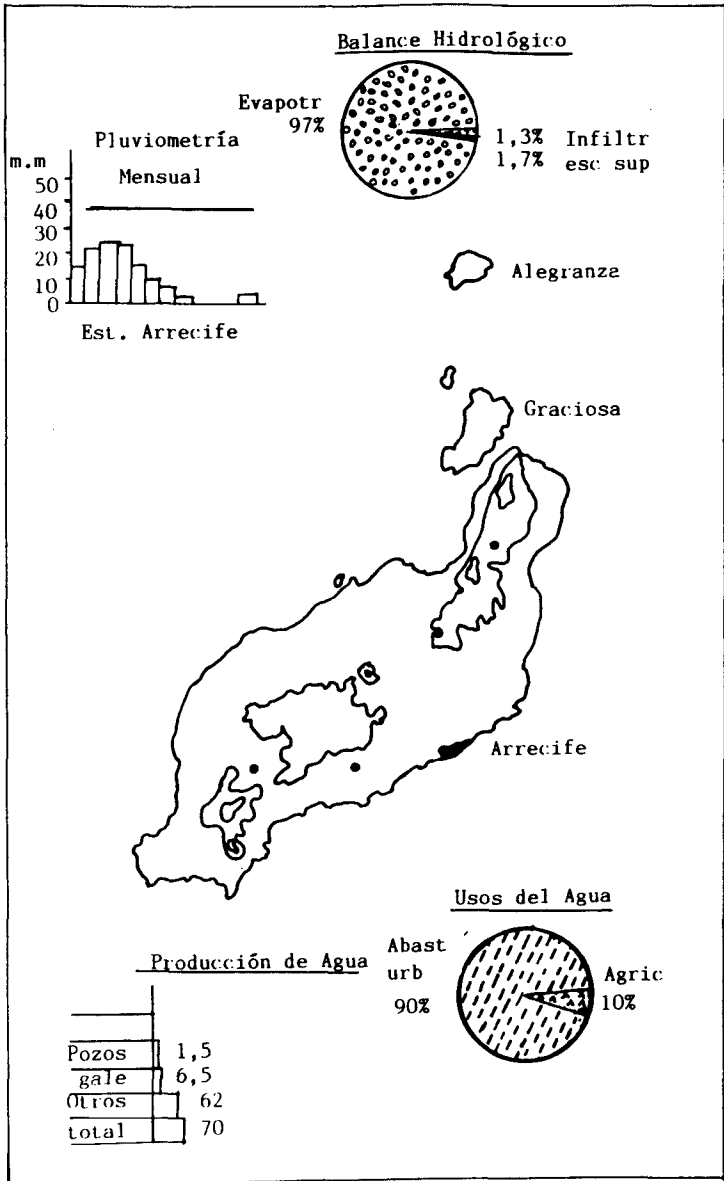 Balance Hidrológico
Evapotr
97%
1,3% Infiltr
1,7% esc sup
Pluviometría
Mensual
m.m
50
40
30
20
10
0
Est. Arrecife
Alegranza
Graciosa
Arrecife
Usos del Agua
Abast
urb
90%
Agric
10%
Producción de Agua
Pozos 1,5
gale 6,5
Otros 62
total 70